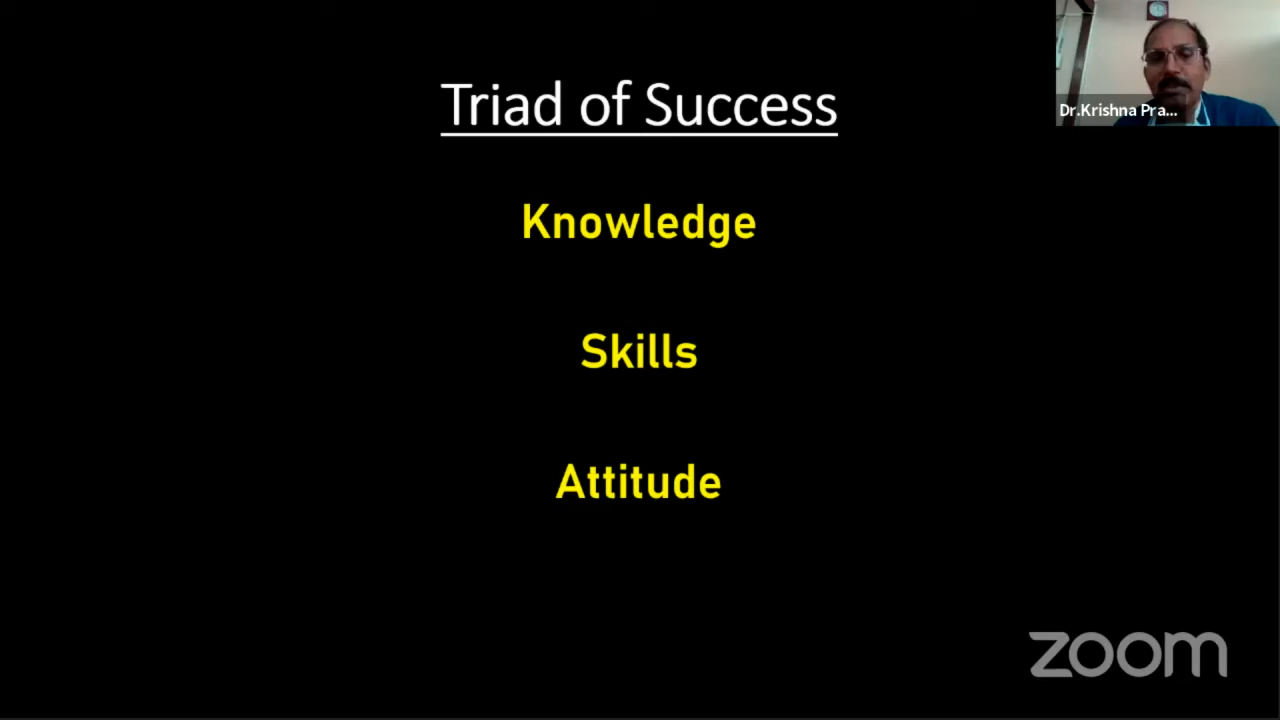 Triad of Success
Dr.Krishna Pra...
Knowledge
Skills
Attitude
zoom